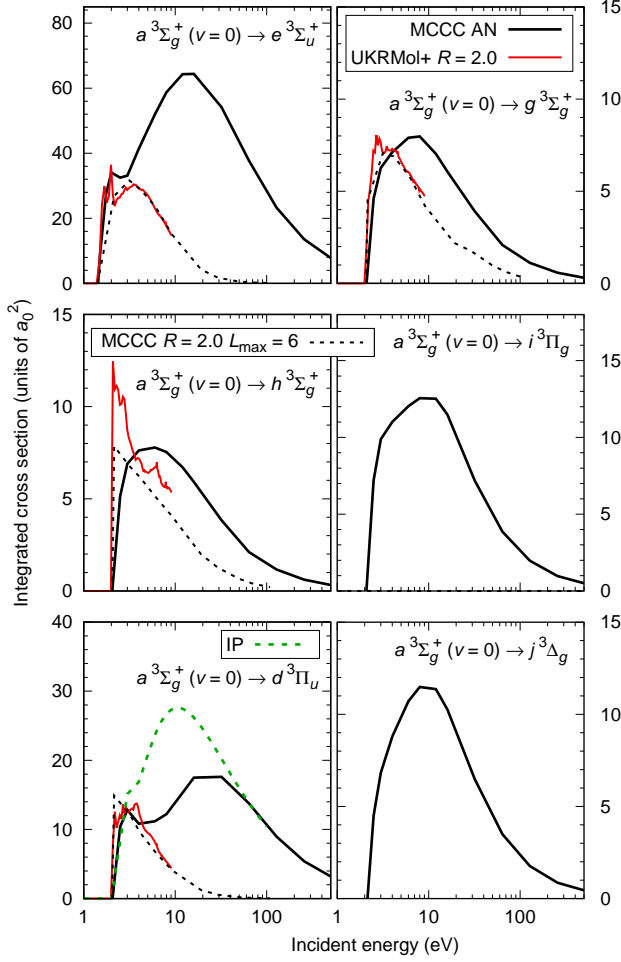 80
60
40
20
0
a ³Σg⁺ (v = 0) → e ³Σu⁺
MCCC AN
UKRMol+ R = 2.0
a ³Σg⁺ (v = 0) → g ³Σg⁺
15
10
5
0
15
10
5
0
MCCC R = 2.0 Lmax = 6
a ³Σg⁺ (v = 0) → h ³Σg⁺
a ³Σg⁺ (v = 0) → i ³Πg
15
10
5
0
Integrated cross section (units of a₀²)
40
30
20
10
0
IP
a ³Σg⁺ (v = 0) → d ³Πu
a ³Σg⁺ (v = 0) → j ³Δg
15
10
5
0
1 10 100 1 10 100
Incident energy (eV) Incident energy (eV)